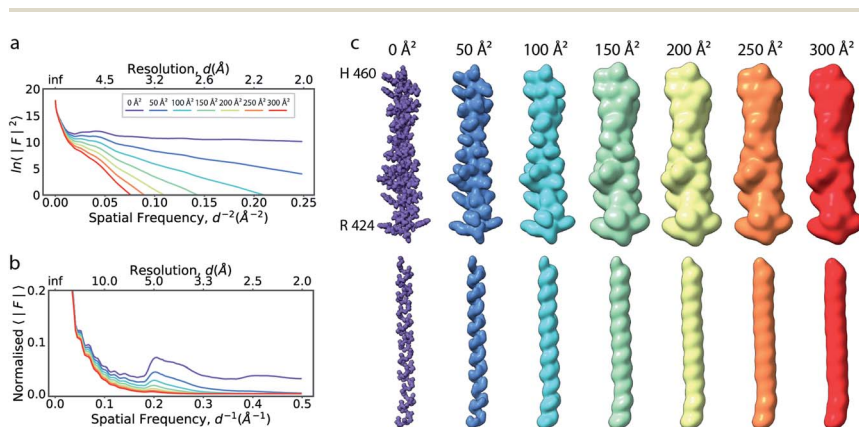 a
Resolution, d(Å)
inf 4.5 3.2 2.6 2.2 2.0
ln⟨|F|²⟩
20
15
10
5
0
0 Å² 50 Å² 100 Å² 150 Å² 200 Å² 250 Å² 300 Å²
0.00 0.05 0.10 0.15 0.20 0.25
Spatial Frequency, d⁻²(Å⁻²)
b
Resolution, d(Å)
inf 10.0 5.0 3.3 2.5 2.0
Normalised ⟨|F|⟩
0.2
0.1
0.0
0.0 0.1 0.2 0.3 0.4 0.5
Spatial Frequency, d⁻¹(Å⁻¹)
c
0 Å² 50 Å² 100 Å² 150 Å² 200 Å² 250 Å² 300 Å²
H 460
R 424